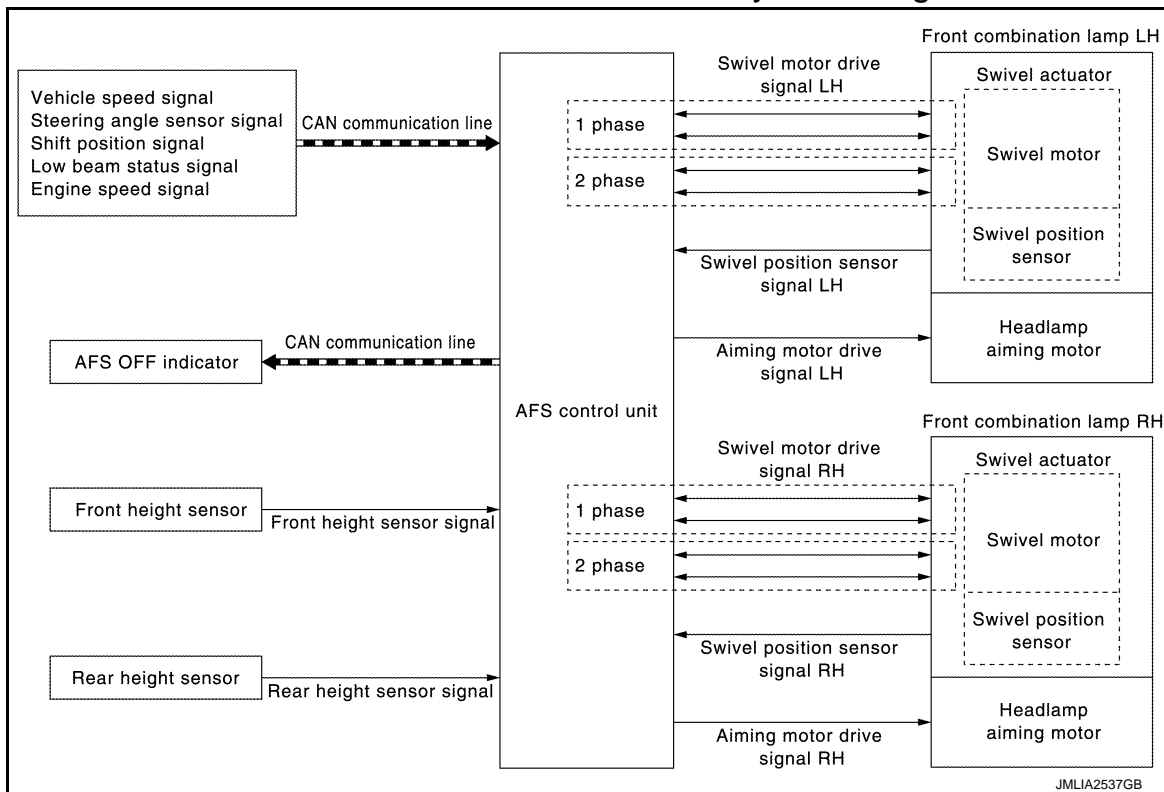 Front combination lamp LH
Vehicle speed signal
Steering angle sensor signal
Shift position signal
Low beam status signal
Engine speed signal
CAN communication line
Swivel motor drive
signal LH
1 phase
2 phase
Swivel actuator
Swivel motor
Swivel position
sensor
Swivel position sensor
signal LH
Aiming motor drive
signal LH
Headlamp
aiming motor
AFS OFF indicator
CAN communication line
AFS control unit
Front combination lamp RH
Swivel motor drive
signal RH
1 phase
2 phase
Swivel actuator
Swivel motor
Swivel position
sensor
Front height sensor
Front height sensor signal
Swivel position sensor
signal RH
Rear height sensor
Rear height sensor signal
Aiming motor drive
signal RH
Headlamp
aiming motor
JMLIA2537GB